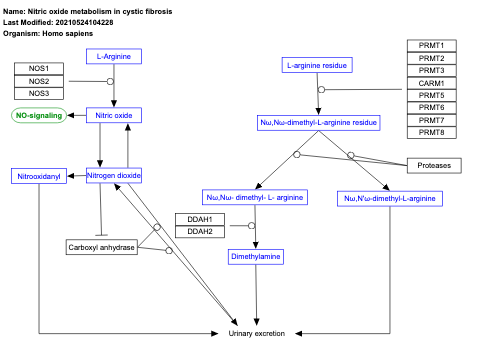 Name: Nitric oxide metabolism in cystic fibrosis
Last Modified: 20210524104228
Organism: Homo sapiens
L-Arginine
NOS1
NOS2
NOS3
NO-signaling
Nitric oxide
Nitrooxidanyl
Nitrogen dioxide
Carboxyl anhydrase
L-arginine residue
PRMT1
PRMT2
PRMT3
CARM1
PRMT5
PRMT6
PRMT7
PRMT8
Nω,Nω-dimethyl-L-arginine residue
Proteases
Nω,Nω- dimethyl- L- arginine
Nω,N'ω-dimethyl-L-arginine
DDAH1
DDAH2
Dimethylamine
Urinary excretion